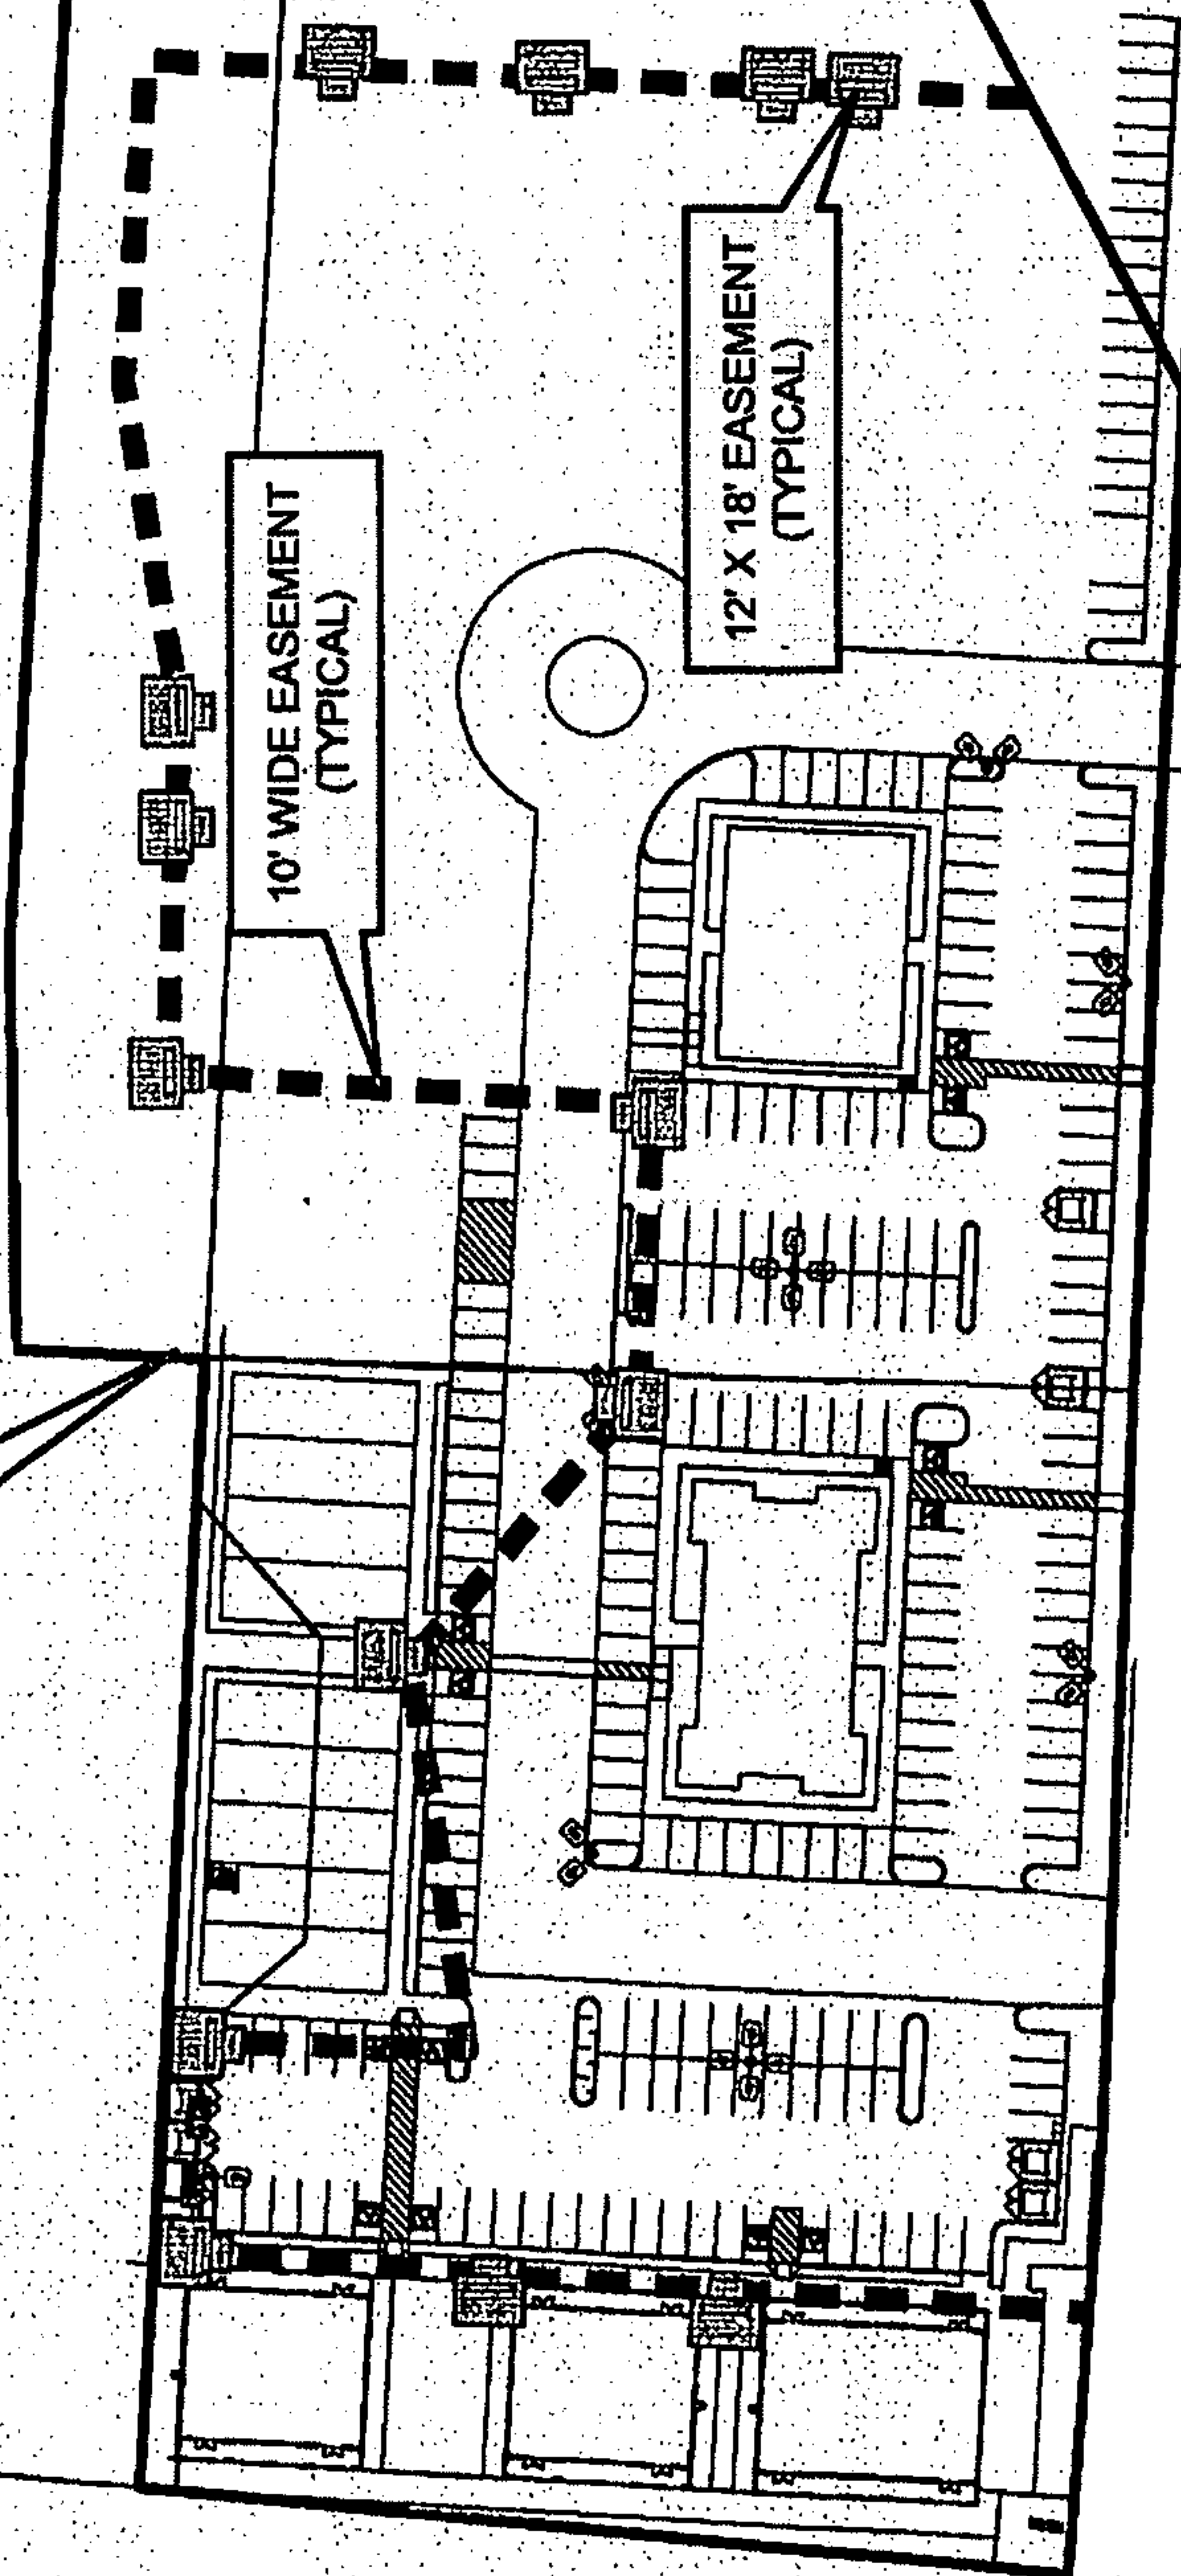 10' WIDE EASEMENT
(TYPICAL)
12' X 18' EASEMENT
(TYPICAL)